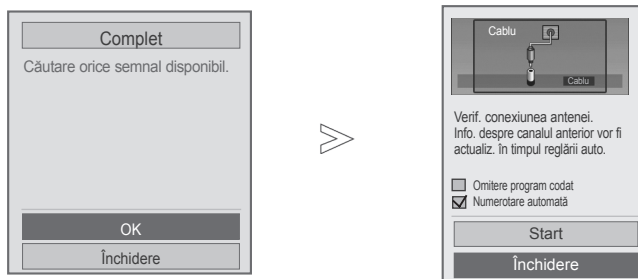 Complet
Căutare orice semnal disponibil.
OK
Închidere
Cablu
Cablu
Verif. conexiunea antenei.
Info. despre canalul anterior vor fi
actualiz. în timpul reglării auto.
Omitere program codat
Numerotare automată
Start
Închidere